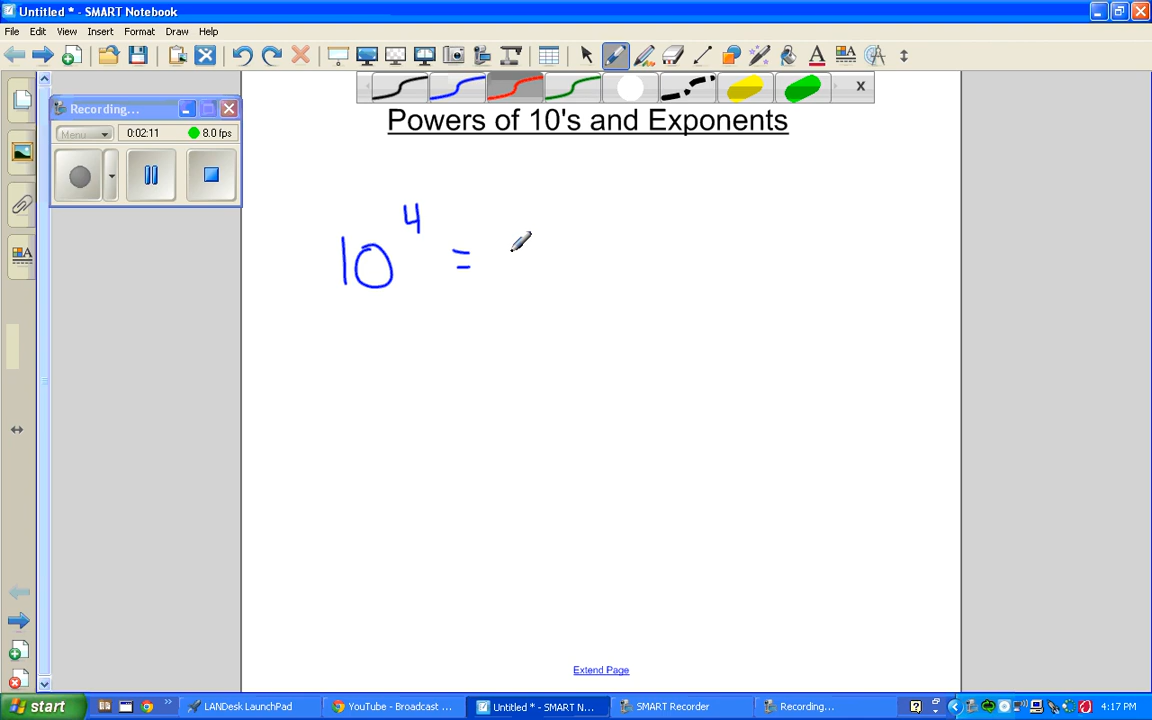 Untitled * - SMART Notebook
File Edit View Insert Format Draw Help
x
Recording...
Menu 0:02:11 8.0 fps
Powers of 10's and Exponents
10⁴ =
Extend Page
start » LANDesk LaunchPad YouTube - Broadcast ... Untitled * - SMART N... SMART Recorder Recording... 4:17 PM